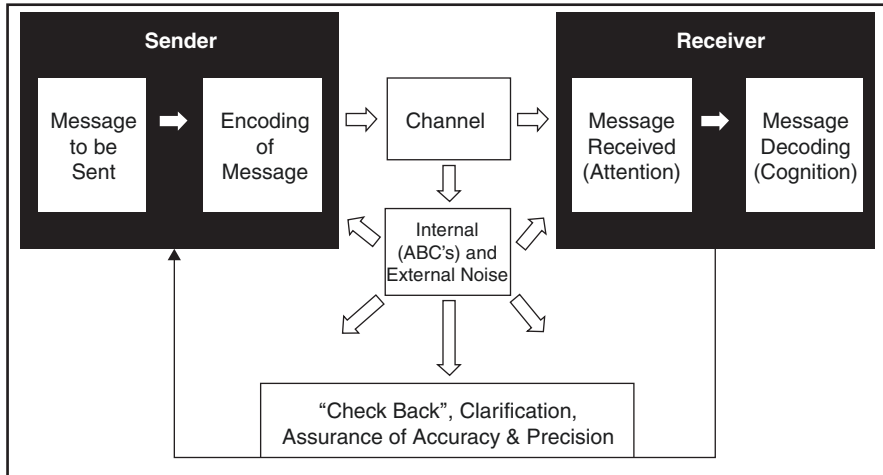 Sender
Message
to be
Sent
Encoding
of
Message
Channel
Receiver
Message
Received
(Attention)
Message
Decoding
(Cognition)
Internal
(ABC's) and
External Noise
“Check Back”, Clarification,
Assurance of Accuracy & Precision